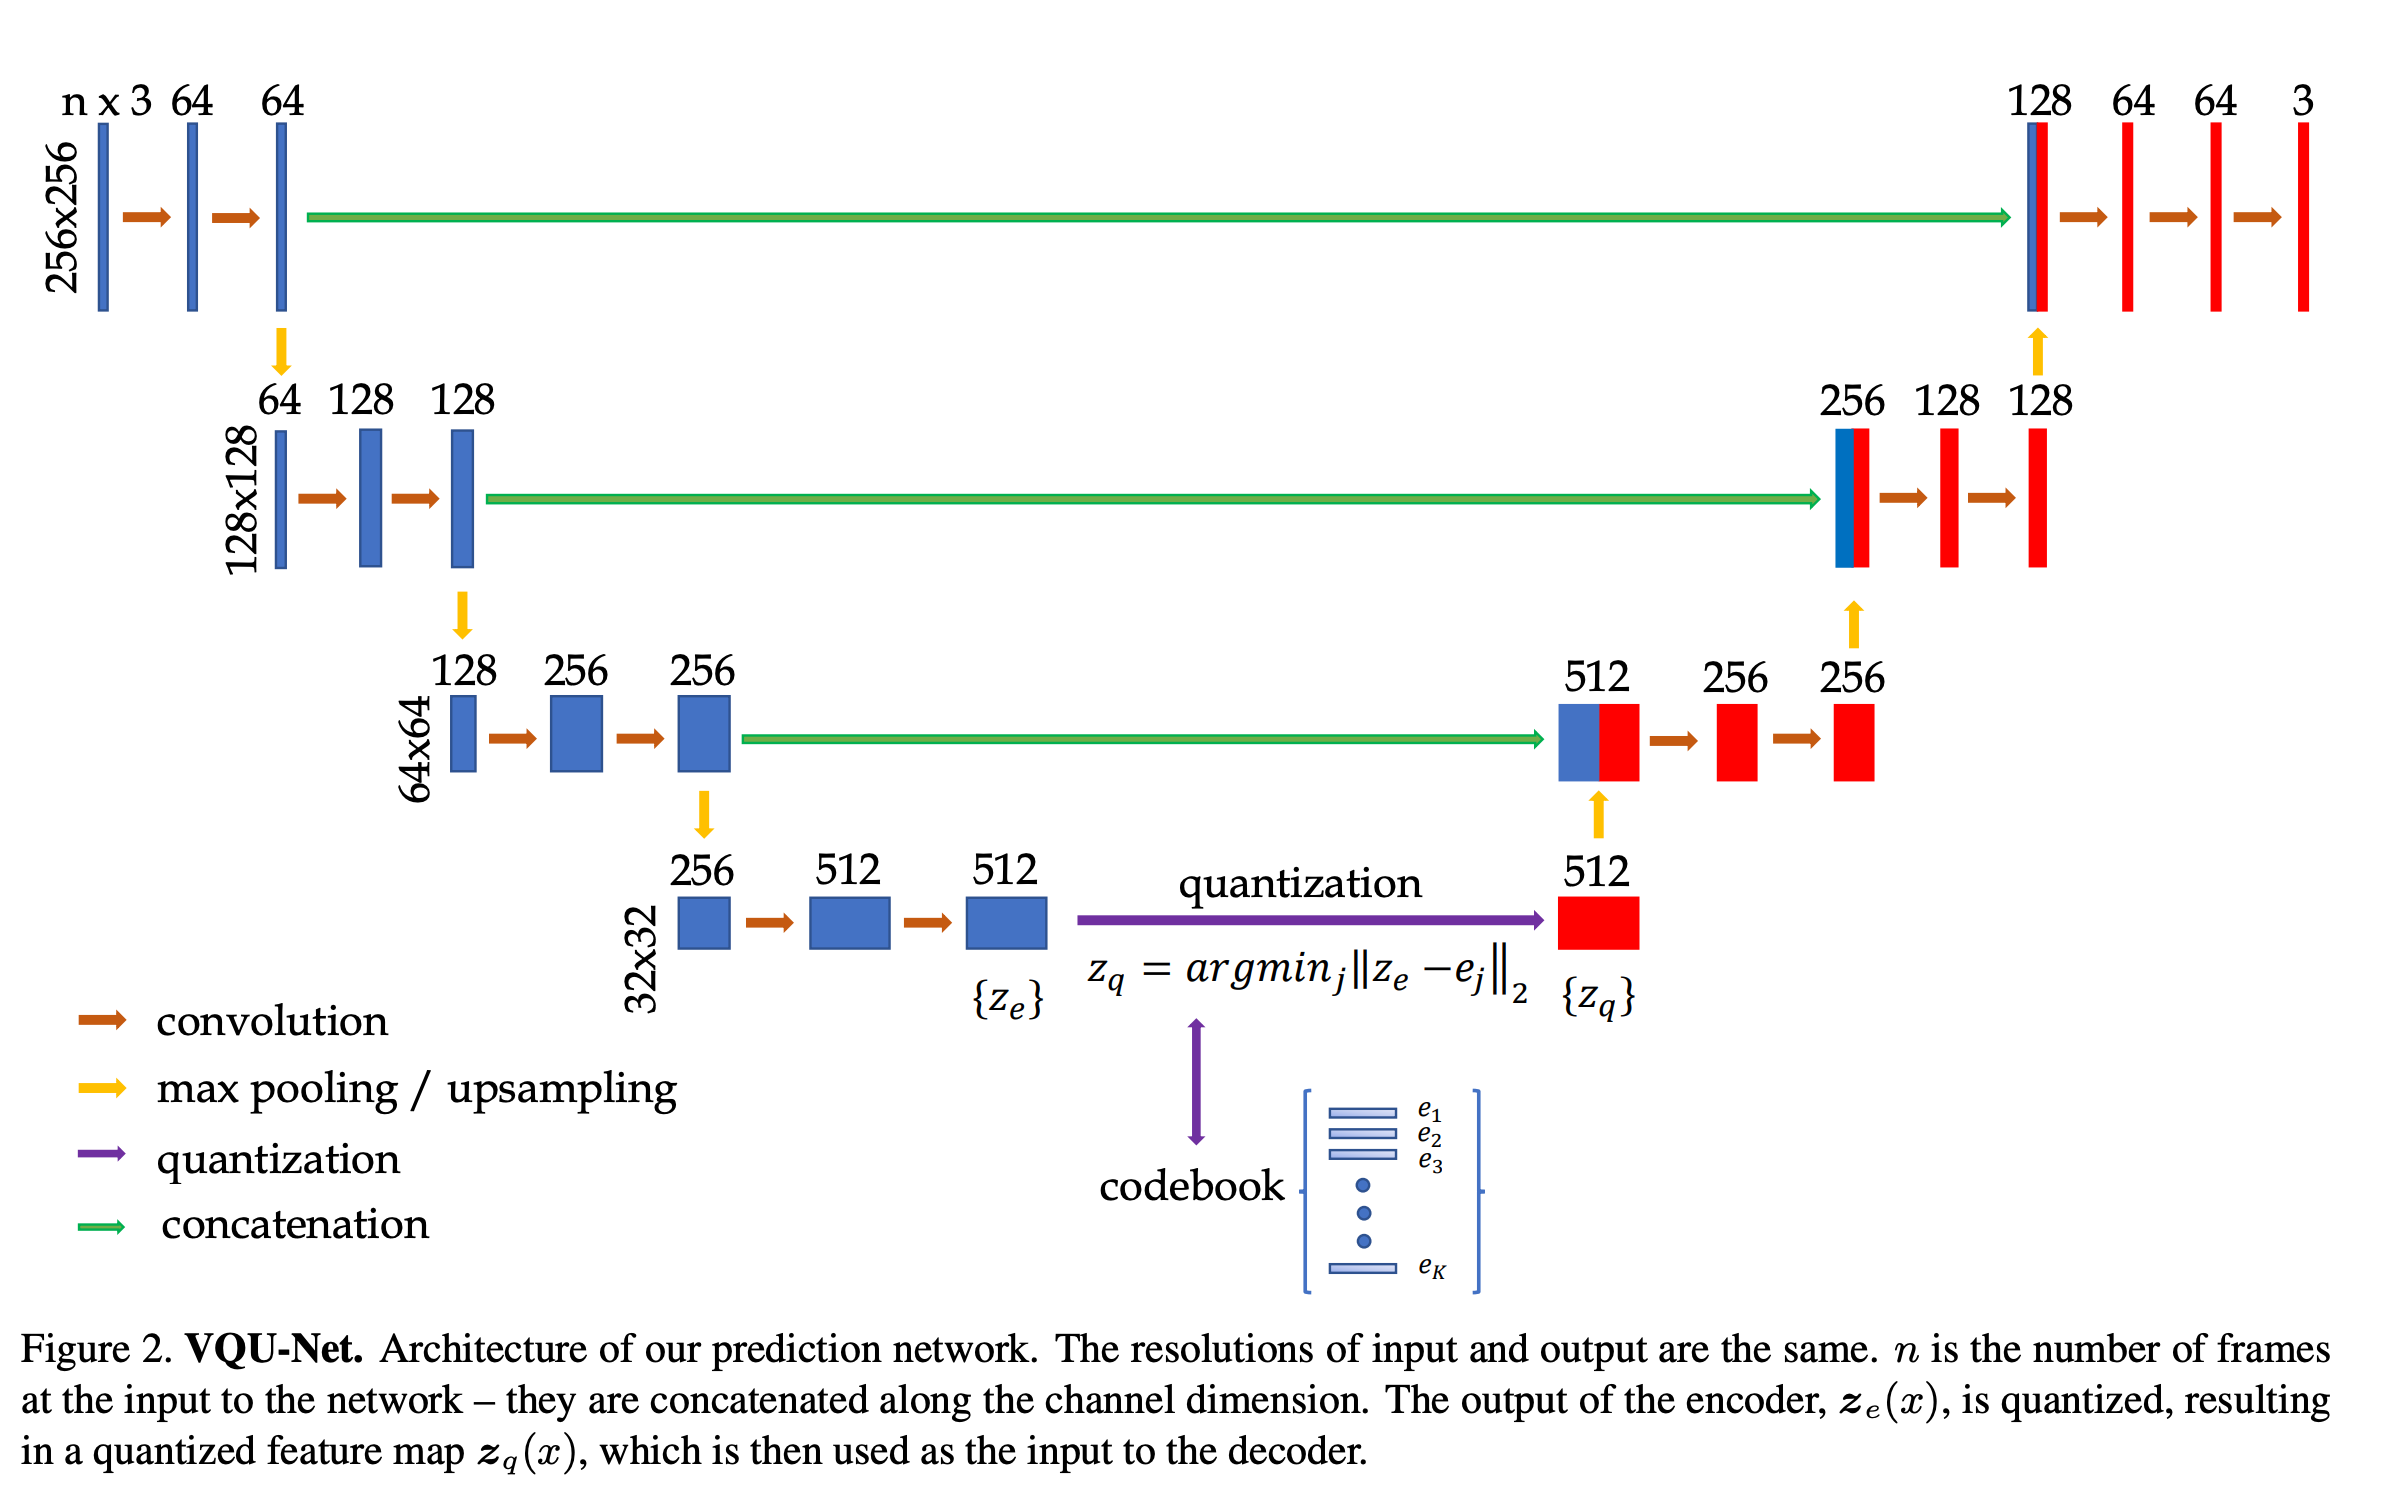 n x 3 64 64 128 64 64 3
256x256
64 128 128 256 128 128
128x128
128 256 256 512 256 256
64x64
256 512 512 quantization 512
32x32
{z_e} z_q = argmin_j‖z_e − e_j‖_2 {z_q}
convolution
max pooling / upsampling
quantization
concatenation
codebook
e_1
e_2
e_3
e_K
Figure 2. VQU-Net. Architecture of our prediction network. The resolutions of input and output are the same. n is the number of frames
at the input to the network – they are concatenated along the channel dimension. The output of the encoder, z_e(x), is quantized, resulting
in a quantized feature map z_q(x), which is then used as the input to the decoder.